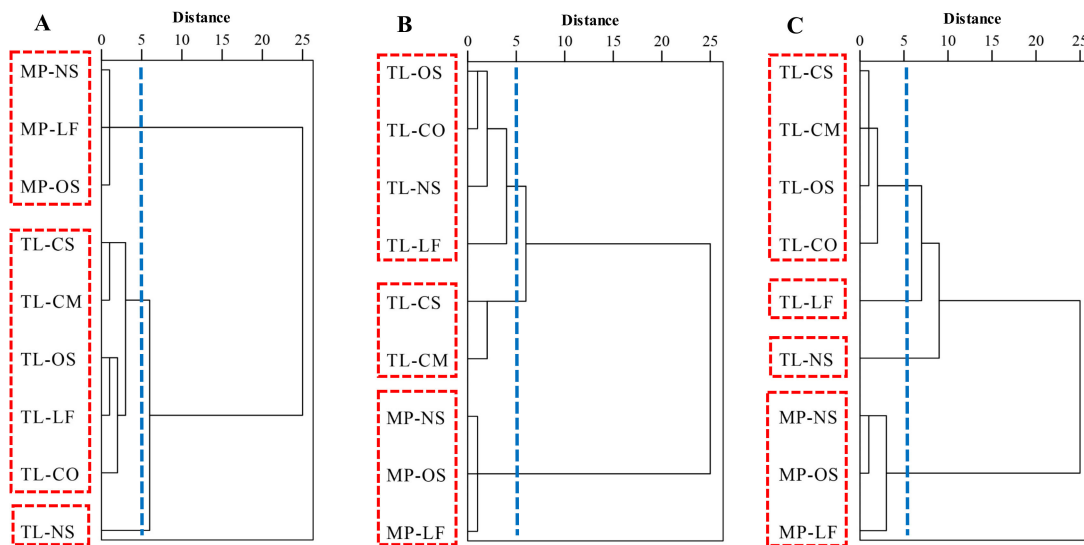 A
Distance
0 5 10 15 20 25
MP-NS
MP-LF
MP-OS
TL-CS
TL-CM
TL-OS
TL-LF
TL-CO
TL-NS
B
Distance
0 5 10 15 20 25
TL-OS
TL-CO
TL-NS
TL-LF
TL-CS
TL-CM
MP-NS
MP-OS
MP-LF
C
Distance
0 5 10 15 20 25
TL-CS
TL-CM
TL-OS
TL-CO
TL-LF
TL-NS
MP-NS
MP-OS
MP-LF